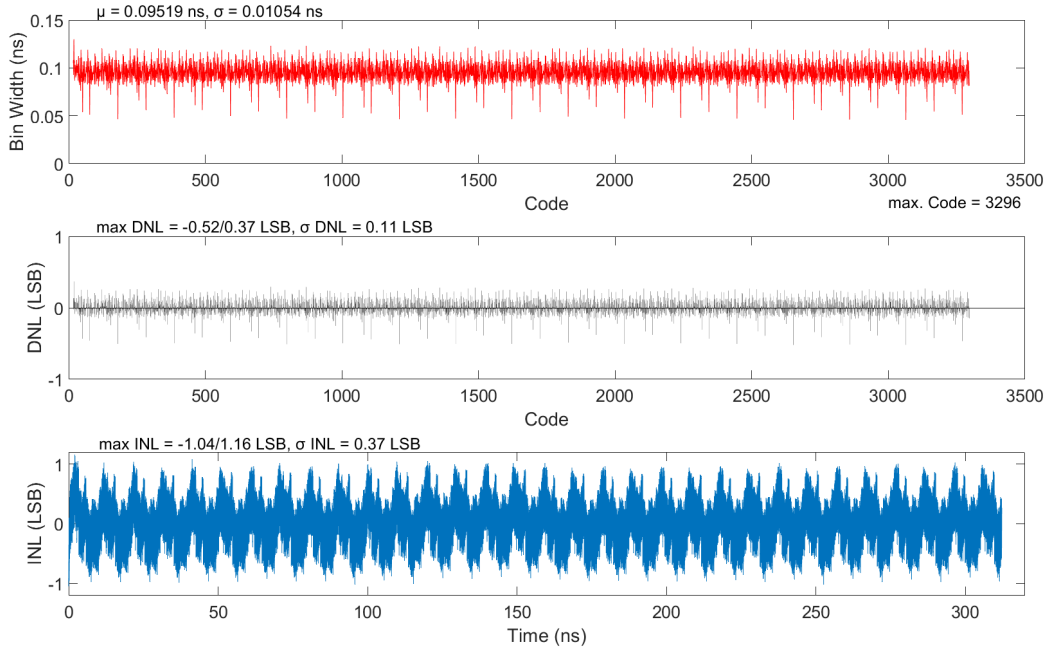 μ = 0.09519 ns, σ = 0.01054 ns
0.15
0.1
0.05
0
Bin Width (ns)
0 500 1000 1500 2000 2500 3000 3500
Code
max. Code = 3296
max DNL = -0.52/0.37 LSB, σ DNL = 0.11 LSB
1
0
-1
DNL (LSB)
0 500 1000 1500 2000 2500 3000 3500
Code
max INL = -1.04/1.16 LSB, σ INL = 0.37 LSB
1
0
-1
INL (LSB)
0 50 100 150 200 250 300
Time (ns)